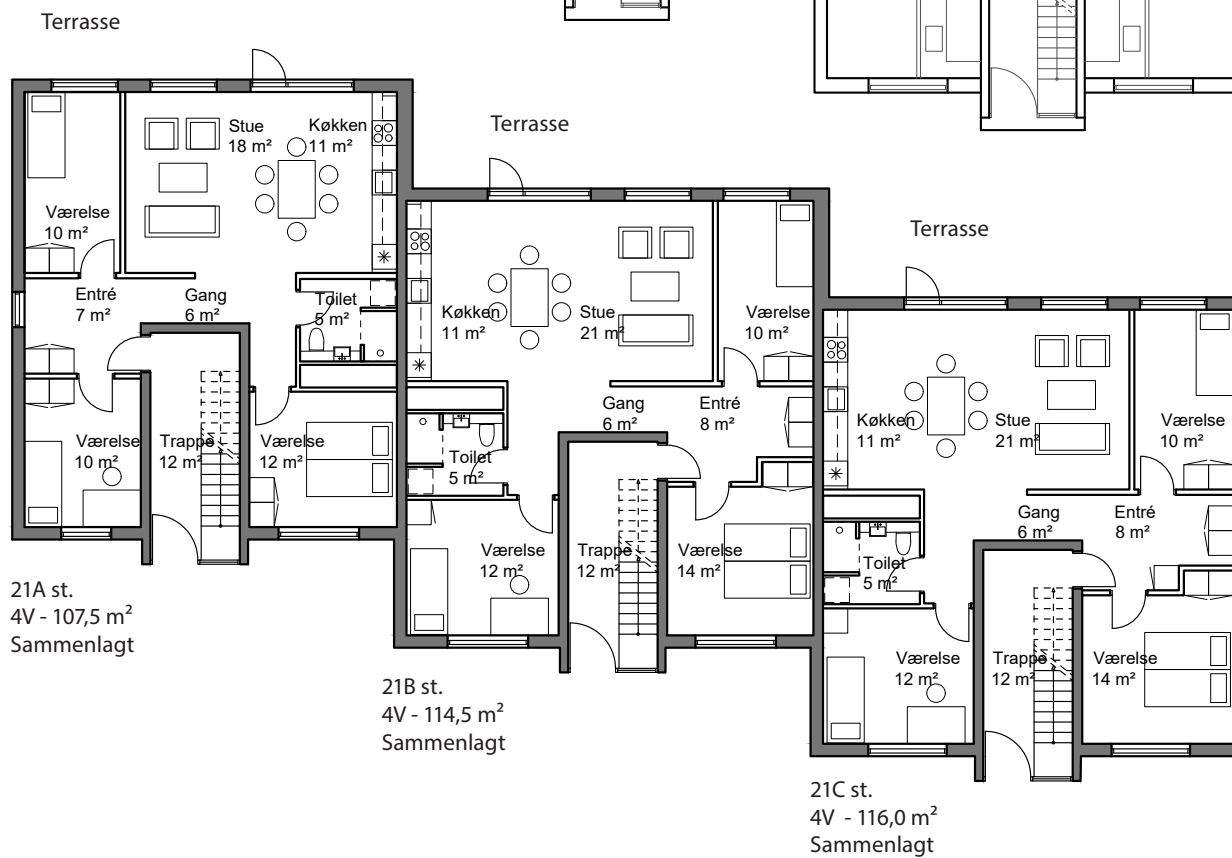 Terrasse
Stue
18 m²
Køkken
11 m²
Værelse
10 m²
Entré
7 m²
Gang
6 m²
Toilet
5 m²
Værelse
10 m²
Trappe
12 m²
Værelse
12 m²
21A st.
4V - 107,5 m²
Sammenlagt
Terrasse
Køkken
11 m²
Stue
21 m²
Værelse
10 m²
Gang
6 m²
Entré
8 m²
Toilet
5 m²
Værelse
12 m²
Trappe
12 m²
Værelse
14 m²
21B st.
4V - 114,5 m²
Sammenlagt
Terrasse
Køkken
11 m²
Stue
21 m²
Værelse
10 m²
Gang
6 m²
Entré
8 m²
Toilet
5 m²
Værelse
12 m²
Trappe
12 m²
Værelse
14 m²
21C st.
4V - 116,0 m²
Sammenlagt